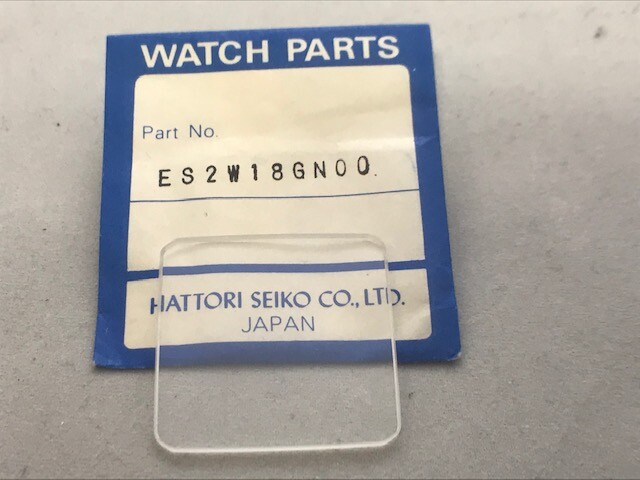 WATCH PARTS
Part No.
ES2W18GN00.
HATTORI SEIKO CO., LTD.
JAPAN